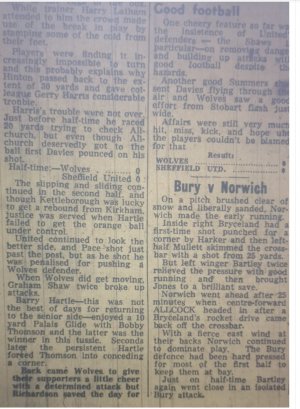 While trainer Harry Latham
attended to him the crowd made
use of the break in play by
stamping some of the cold from
their feet.
Players were finding it in-
creasingly impossible to turn
and this probably explains why
Hinton passed back to the ex-
tent of 30 yards and gave col-
league Gerry Harris considerable
trouble.
Harris's trouble were not over.
Just before half-time he raced
20 yards trying to check All-
church, but even though All-
church deservedly got to the
ball first Davies pounced on his
shot.
Half-time:—Wolves 0
Sheffield United 0
The slipping and sliding con-
tinued in the second half, and
though Kettleborough was lucky
to get a rebound from Kirkham,
justice was served when Hartle
failed to get the orange ball
under control.
United continued to look the
better side, and Pace shot just
past the post, but as he shot he
was penalised for pushing a
Wolves defender.
When Wolves did get moving,
Graham Shaw twice broke up
attacks.
Barry Hartle—this was not
the best of days for returning
to the senior side—enjoyed a 10
yard Palais Glide with Bobby
Thomson and the latter was the
winner in this tussle. Seconds
later the persistent Hartle
forced Thomson into conceding
a corner.
Back came Wolves to give
their supporters a little cheer
with a determined attack but
Richardson saved the day for
Good football
One cheery feature so far was
the insistence of United
defenders — the Shaws in
particular—on removing danger
and building up attacks with
good football despite the
hazards.
Another good Summers
sent Davies flying through the
air and Wolves saw a good
effort from Stobart flash just
wide.
Affairs were still very much
hit, miss, kick, and hope but
the players couldn't be blamed
for that
Result:
WOLVES
SHEFFIELD UTD.
Bury v Norwich
On a pitch brushed clear of
snow and liberally sanded, Nor-
wich made the early running.
Inside right Bryceland had a
first-time shot punched for a
corner by Harker and then left-
half Mullett skimmed the cross-
bar with a shot from 25 yards.
But left winger Bartley twice
relieved the pressure with good
running and then brought
Jones to a brilliant save.
Norwich went ahead after 25
minutes when centre-forward
ALLCOCK headed in after a
Bryceland's rocket drive came
back off the crossbar.
With a fierce east wind at
their backs Norwich continued
to dominate play. The Bury
defence had been hard pressed
for most of the first half to
keep them at bay.
Just on half-time Bartley
again went close in an isolated
Bury attack.